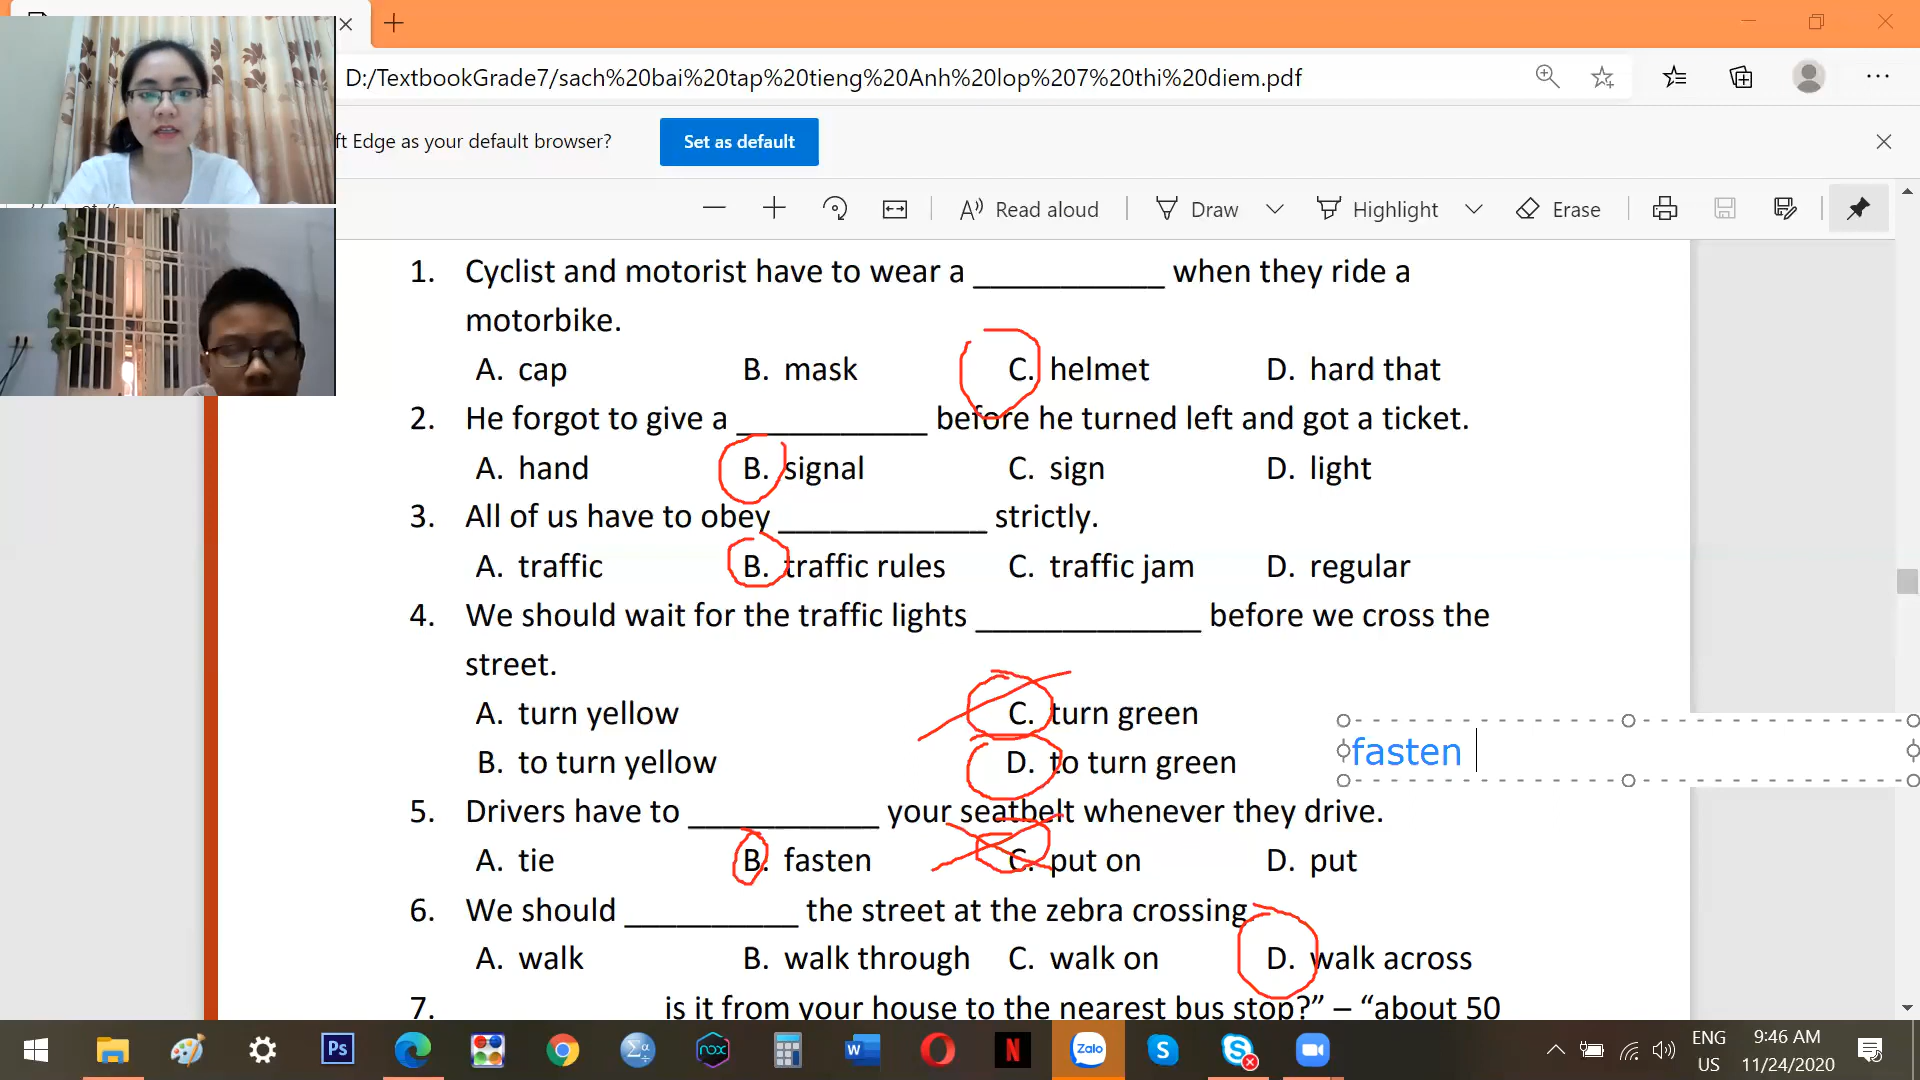 D:/TextbookGrade7/sach%20bai%20tap%20tieng%20Anh%20lop%207%20thi%20diem.pdf
ft Edge as your default browser?
Set as default
Read aloud
Draw
Highlight
Erase
1. Cyclist and motorist have to wear a ___________ when they ride a
motorbike.
A. cap B. mask C. helmet D. hard that
2. He forgot to give a ___________ before he turned left and got a ticket.
A. hand B. signal C. sign D. light
3. All of us have to obey ____________ strictly.
A. traffic B. traffic rules C. traffic jam D. regular
4. We should wait for the traffic lights _____________ before we cross the
street.
A. turn yellow C. turn green
B. to turn yellow D. to turn green
fasten
5. Drivers have to ___________ your seatbelt whenever they drive.
A. tie B. fasten C. put on D. put
6. We should __________ the street at the zebra crossing
A. walk B. walk through C. walk on D. walk across
7. is it from your house to the nearest bus stop?” – “about 50
Ps
nox
W
N
Zalo
S
ENG
US
9:46 AM
11/24/2020